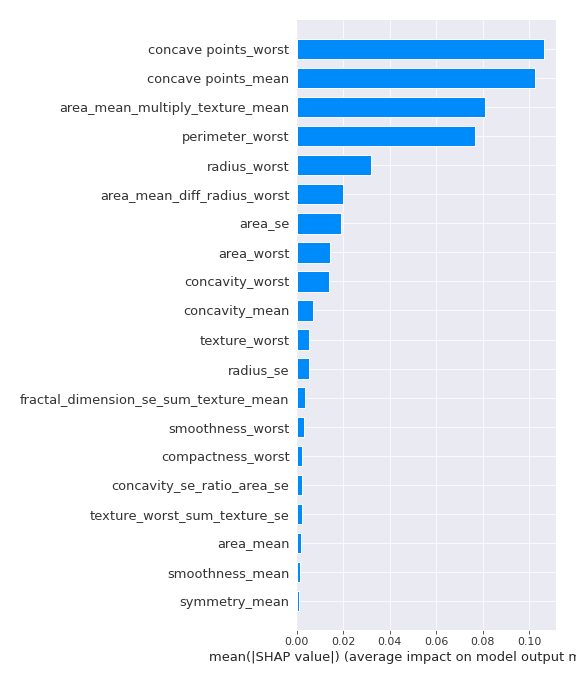 concave points_worst
concave points_mean
area_mean_multiply_texture_mean
perimeter_worst
radius_worst
area_mean_diff_radius_worst
area_se
area_worst
concavity_worst
concavity_mean
texture_worst
radius_se
fractal_dimension_se_sum_texture_mean
smoothness_worst
compactness_worst
concavity_se_ratio_area_se
texture_worst_sum_texture_se
area_mean
smoothness_mean
symmetry_mean
0.00 0.02 0.04 0.06 0.08 0.10
mean(|SHAP value|) (average impact on model output m